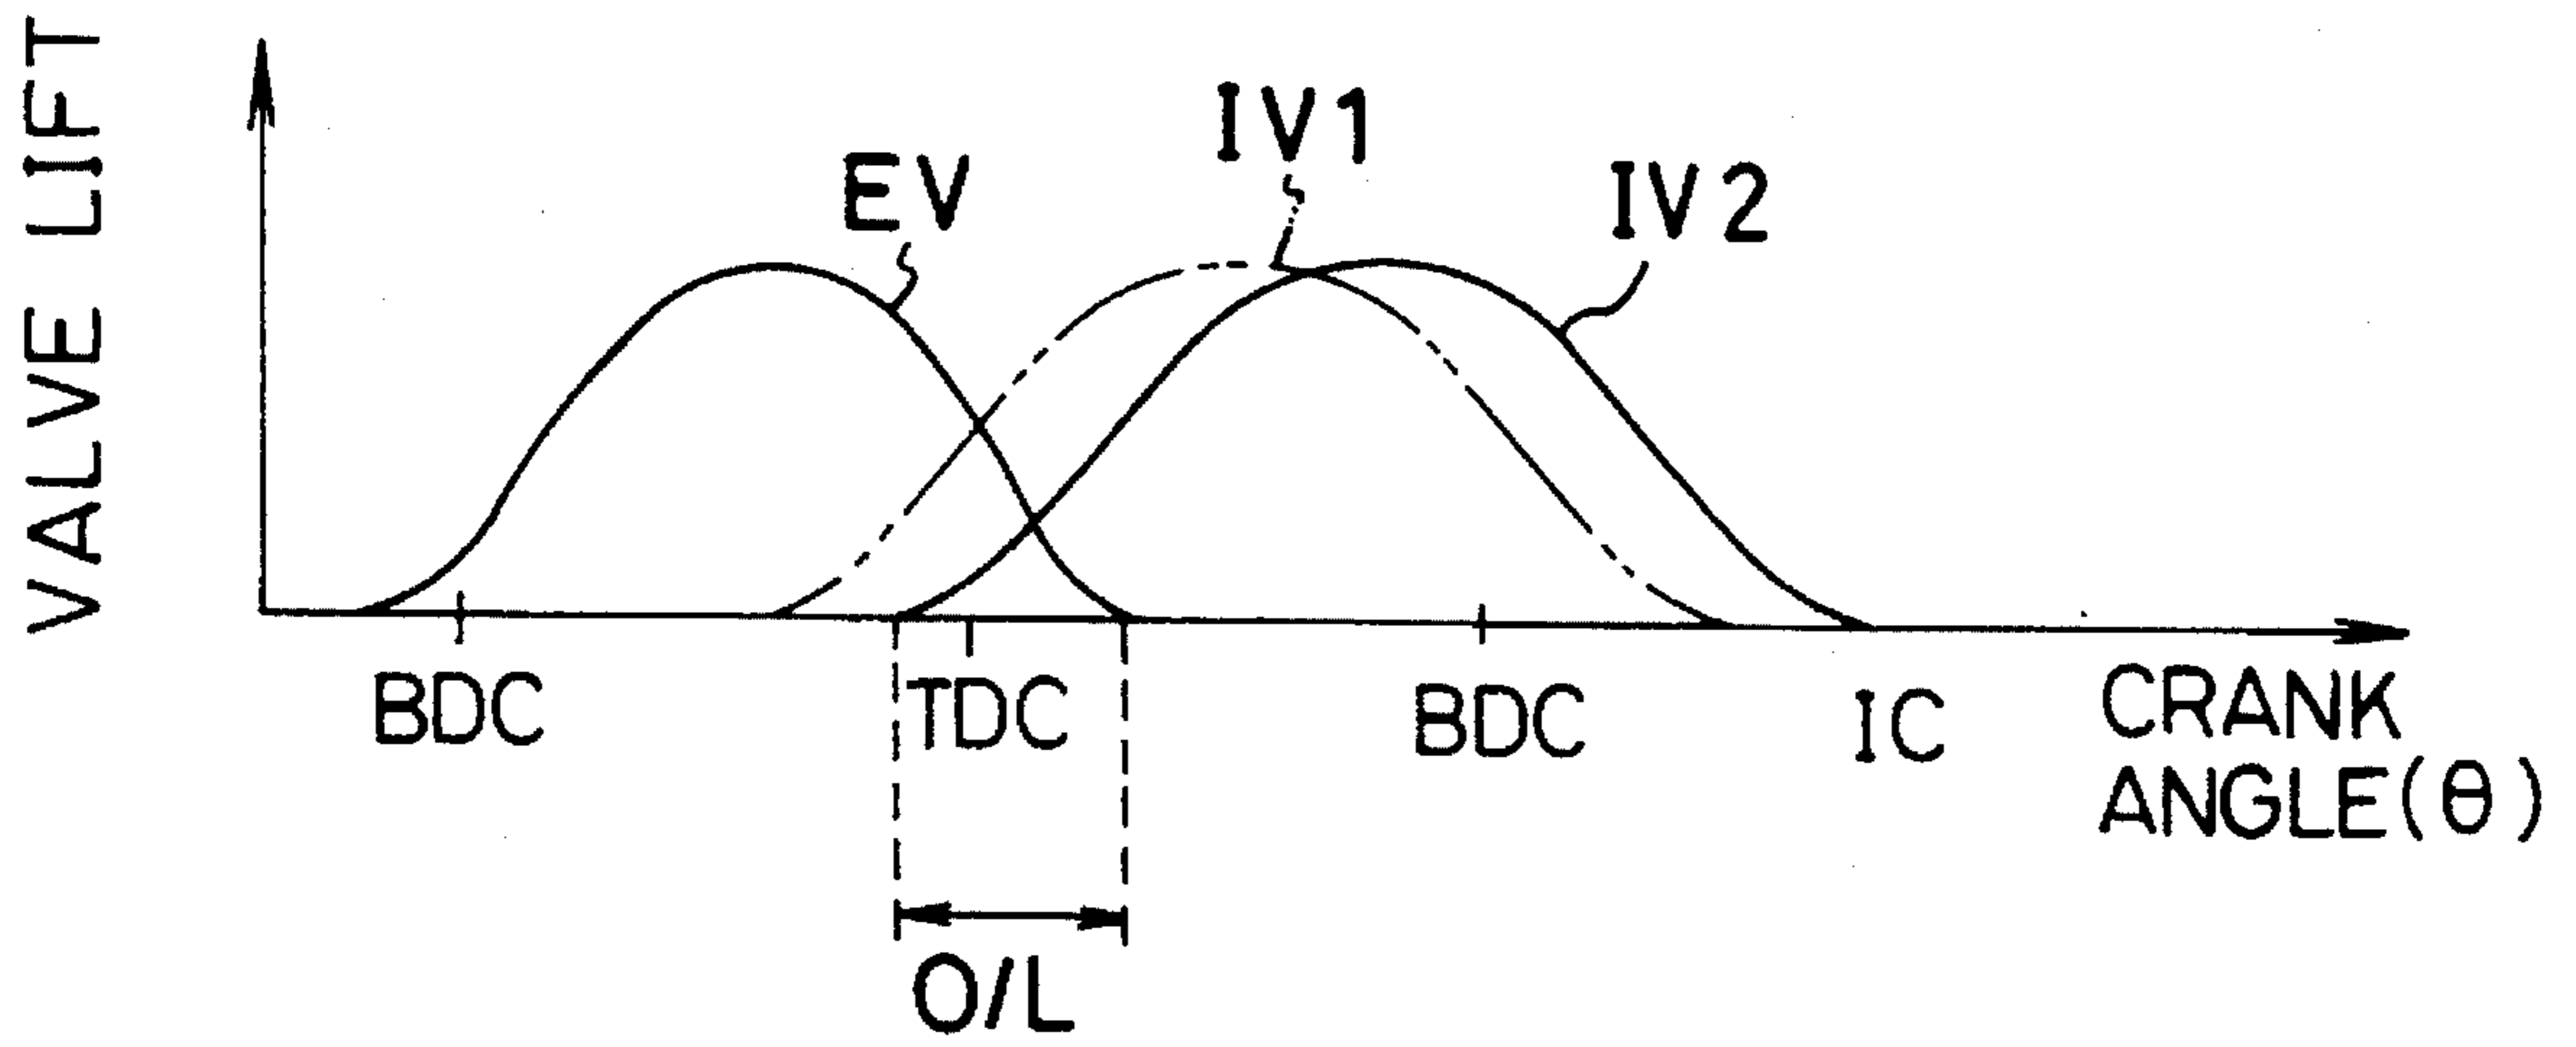 VALVE LIFT
EV
IV1
IV2
BDC
TDC
BDC
IC
CRANK
ANGLE(θ)
O/L